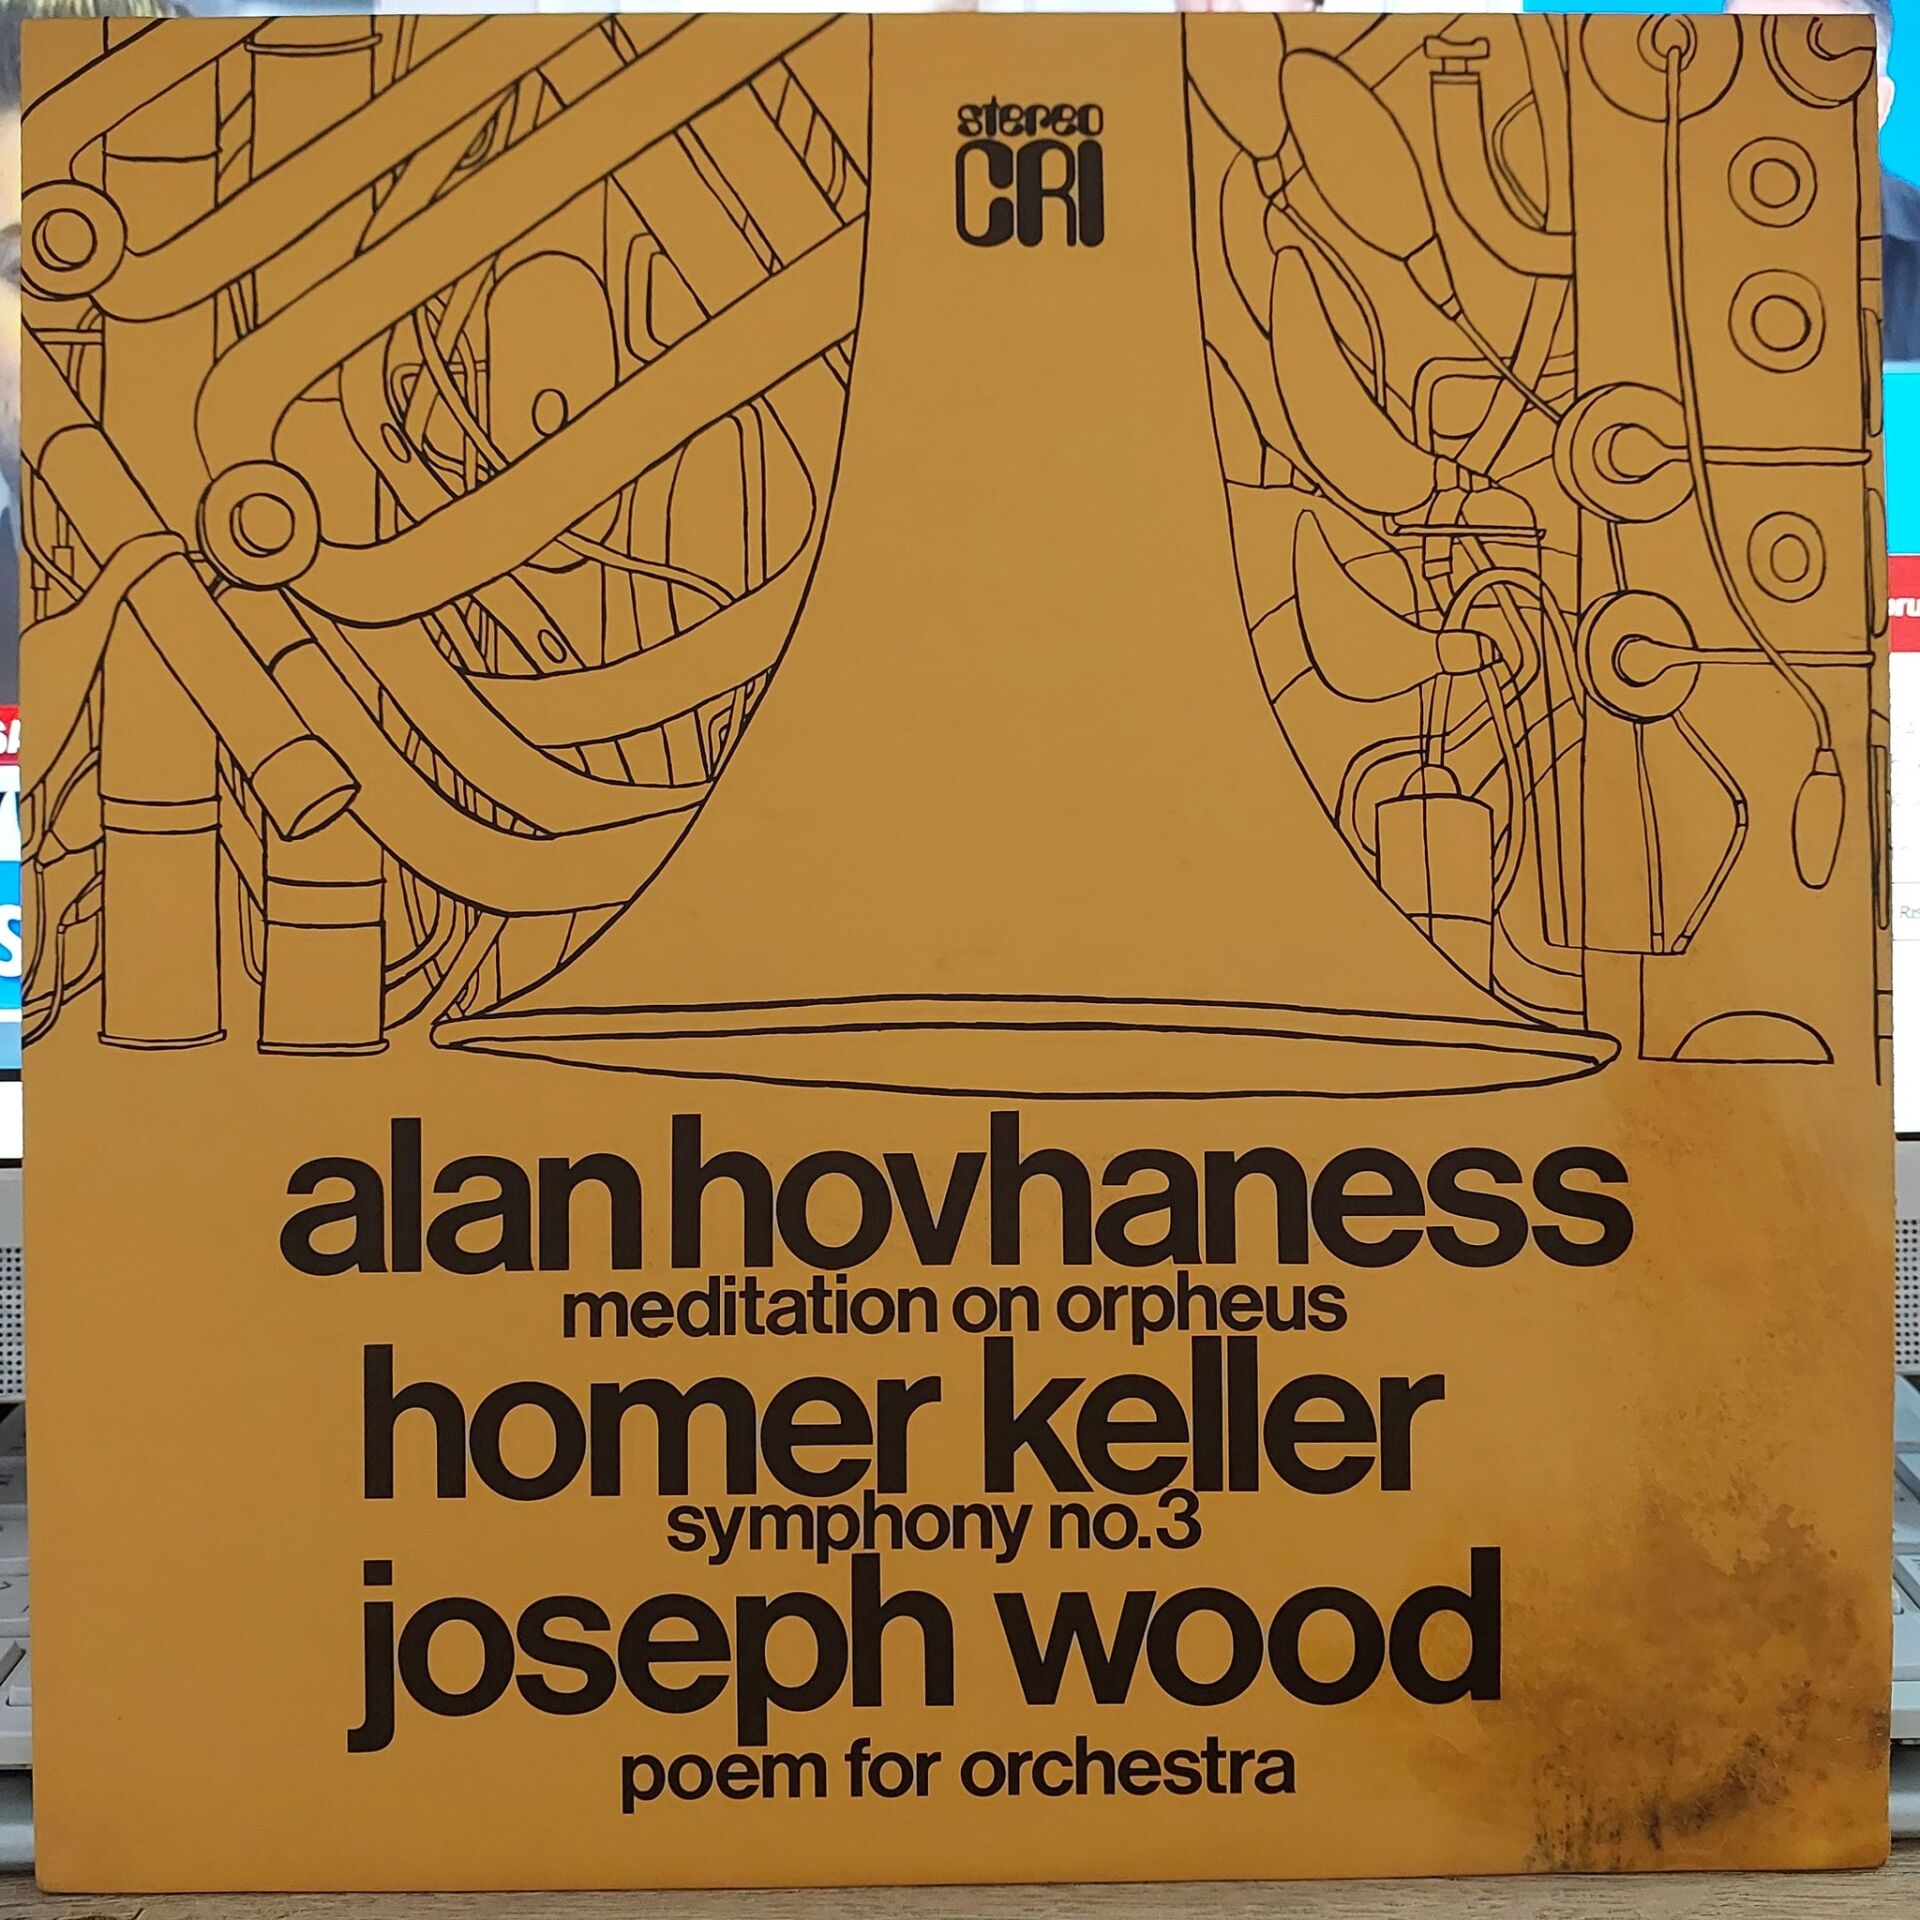 stereo
CRI
alan hovhaness
meditation on orpheus
homer keller
symphony no.3
joseph wood
poem for orchestra